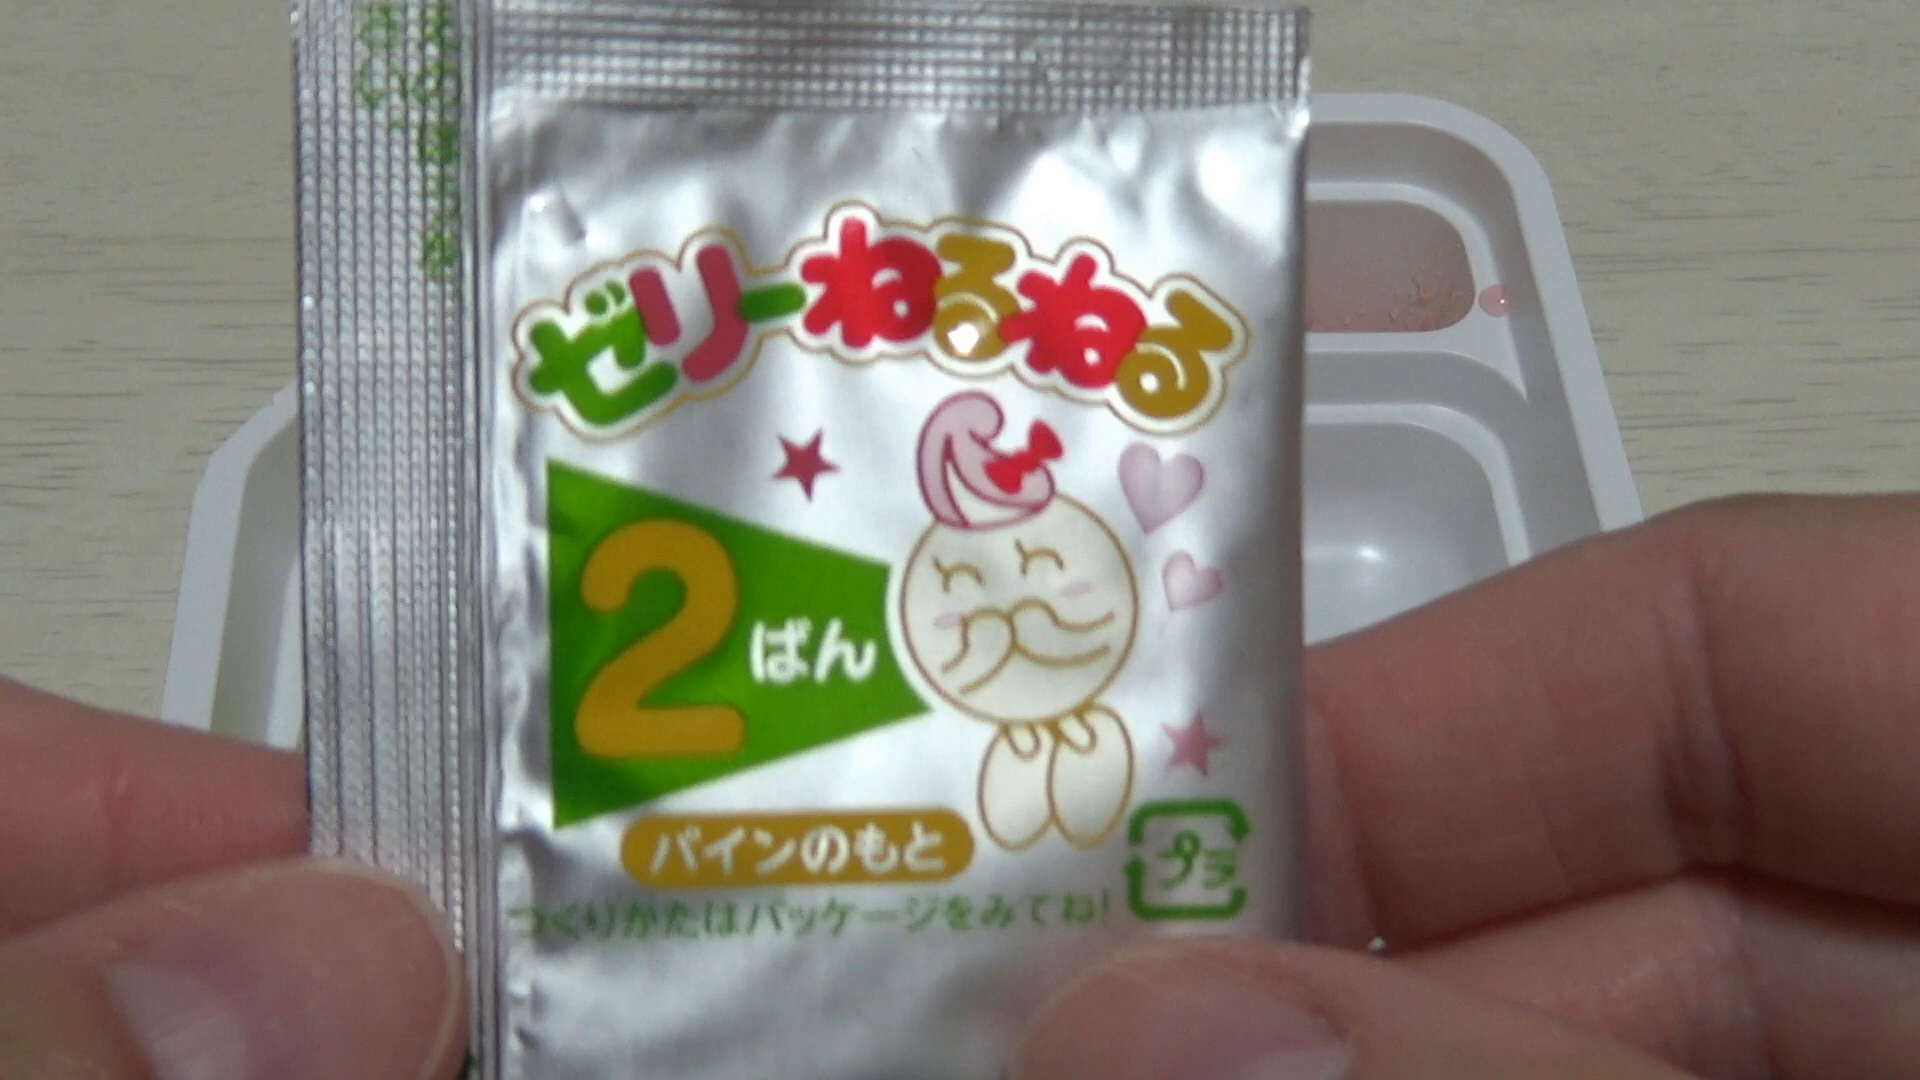 ゼリーねるねる
2ばん
パインのもと
つくりかたはパッケージをみてね!
プラ